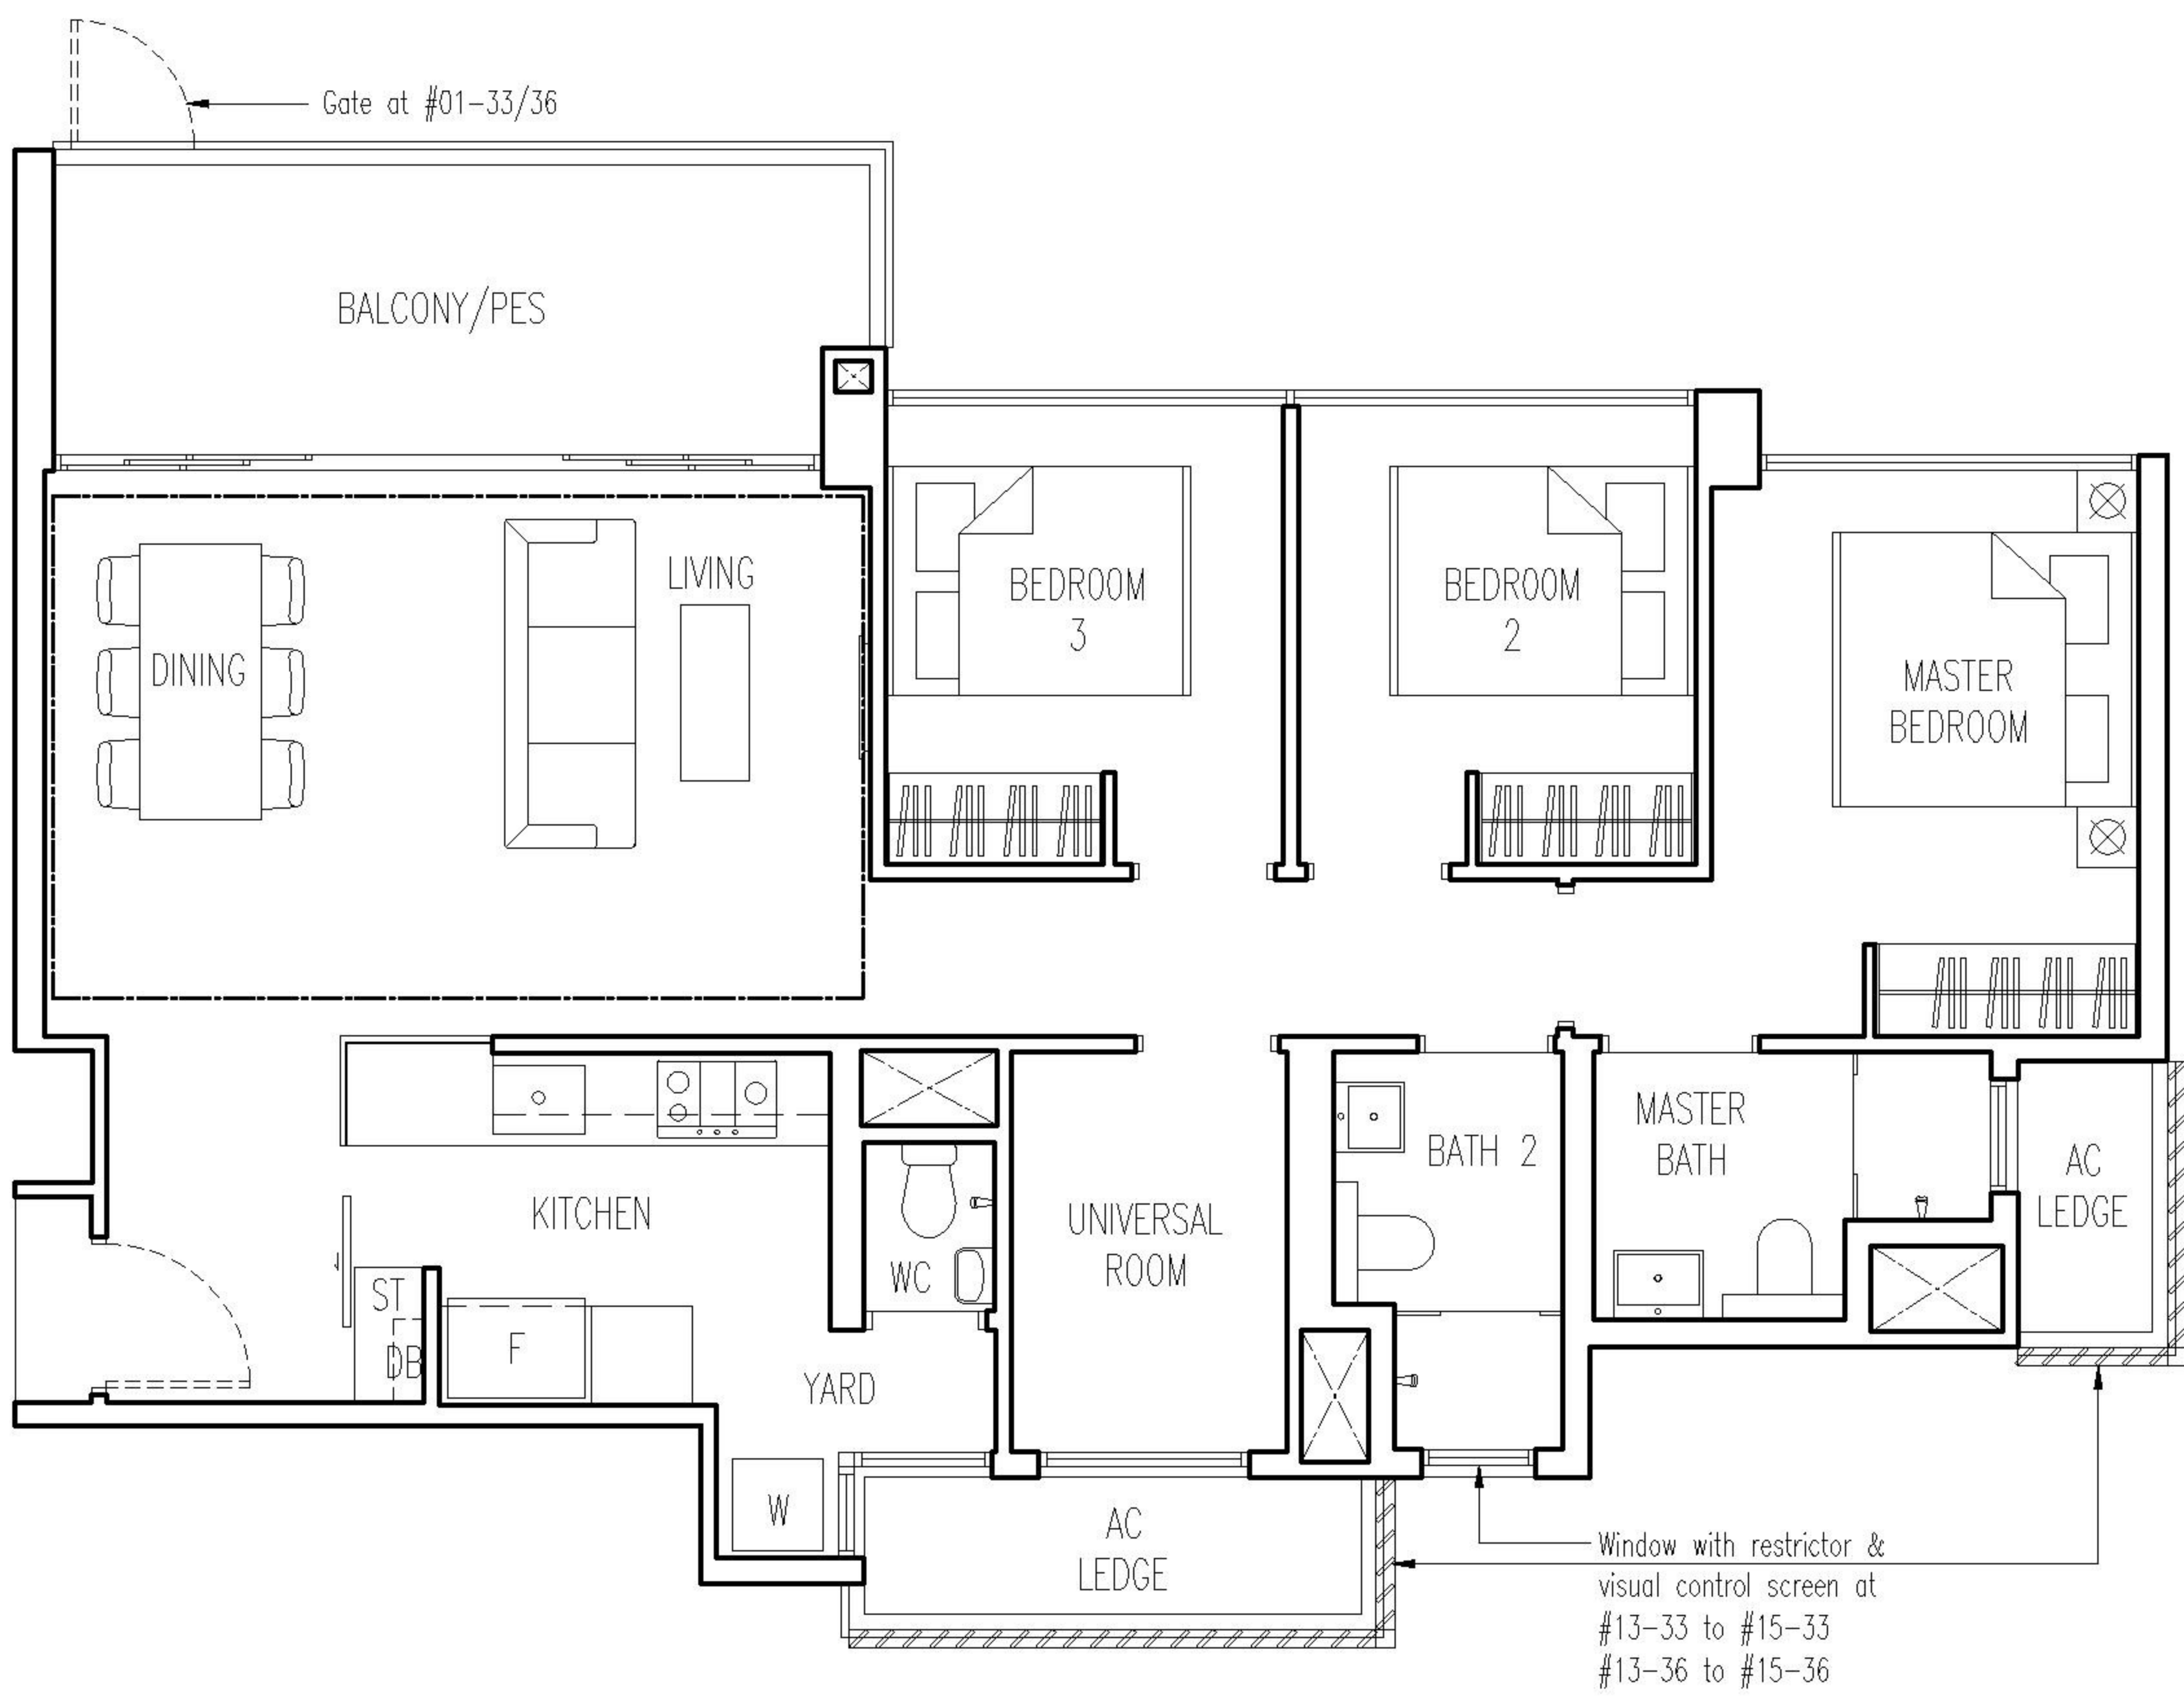 Gate at #01-33/36
BALCONY/PES
LIVING
DINING
BEDROOM
3
BEDROOM
2
MASTER
BEDROOM
KITCHEN
ST
DB
F
WC
YARD
W
UNIVERSAL
ROOM
BATH 2
MASTER
BATH
AC
LEDGE
AC
LEDGE
Window with restrictor &
visual control screen at
#13-33 to #15-33
#13-36 to #15-36